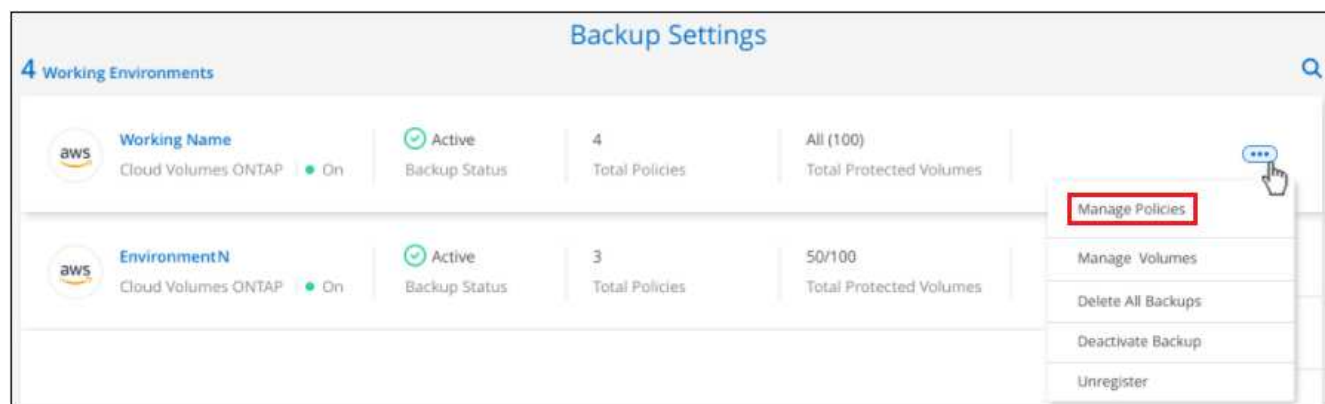 Backup Settings
4 Working Environments
aws
Working Name
Cloud Volumes ONTAP
On
Active
Backup Status
4
Total Policies
All (100)
Total Protected Volumes
Manage Policies
Manage Volumes
Delete All Backups
Deactivate Backup
Unregister
aws
EnvironmentN
Cloud Volumes ONTAP
On
Active
Backup Status
3
Total Policies
50/100
Total Protected Volumes